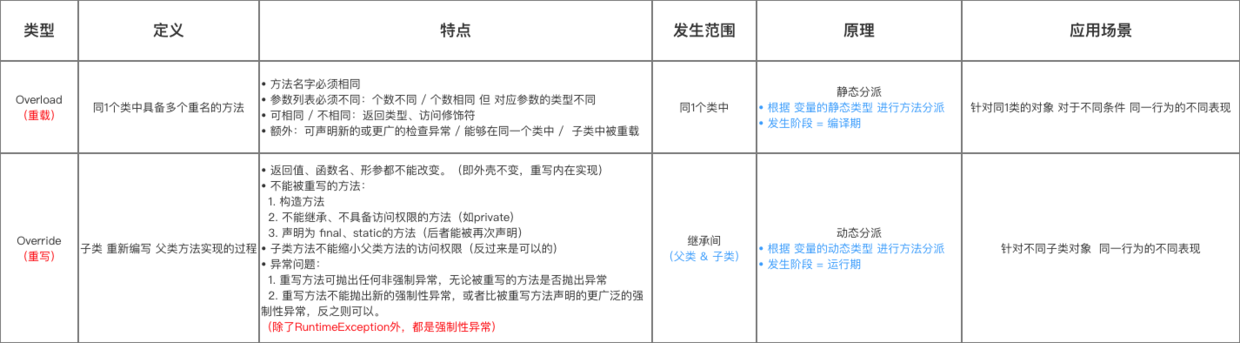 类型
定义
特点
发生范围
原理
应用场景
Overload
（重载）
同1个类中具备多个重名的方法
• 方法名字必须相同
• 参数列表必须不同：个数不同 / 个数相同 但 对应参数的类型不同
• 可相同 / 不相同：返回类型、访问修饰符
• 额外：可声明新的或更广的检查异常 / 能够在同一个类中 / 子类中被重载
同1个类中
静态分派
• 根据 变量的静态类型 进行方法分派
• 发生阶段 = 编译期
针对同1类的对象 对于不同条件 同一行为的不同表现
Override
（重写）
子类 重新编写 父类方法实现的过程
• 返回值、函数名、形参都不能改变。（即外壳不变，重写内在实现）
• 不能被重写的方法：
1. 构造方法
2. 不能继承、不具备访问权限的方法（如private）
3. 声明为 final、static的方法（后者能被再次声明）
• 子类方法不能缩小父类方法的访问权限（反过来是可以的）
• 异常问题：
1. 重写方法可抛出任何非强制异常，无论被重写的方法是否抛出异常
2. 重写方法不能抛出新的强制性异常，或者比被重写方法声明的更广泛的强
制性异常，反之则可以。
（除了RuntimeException外，都是强制性异常）
继承间
（父类 & 子类）
动态分派
• 根据 变量的动态类型 进行方法分派
• 发生阶段 = 运行期
针对不同子类对象 同一行为的不同表现